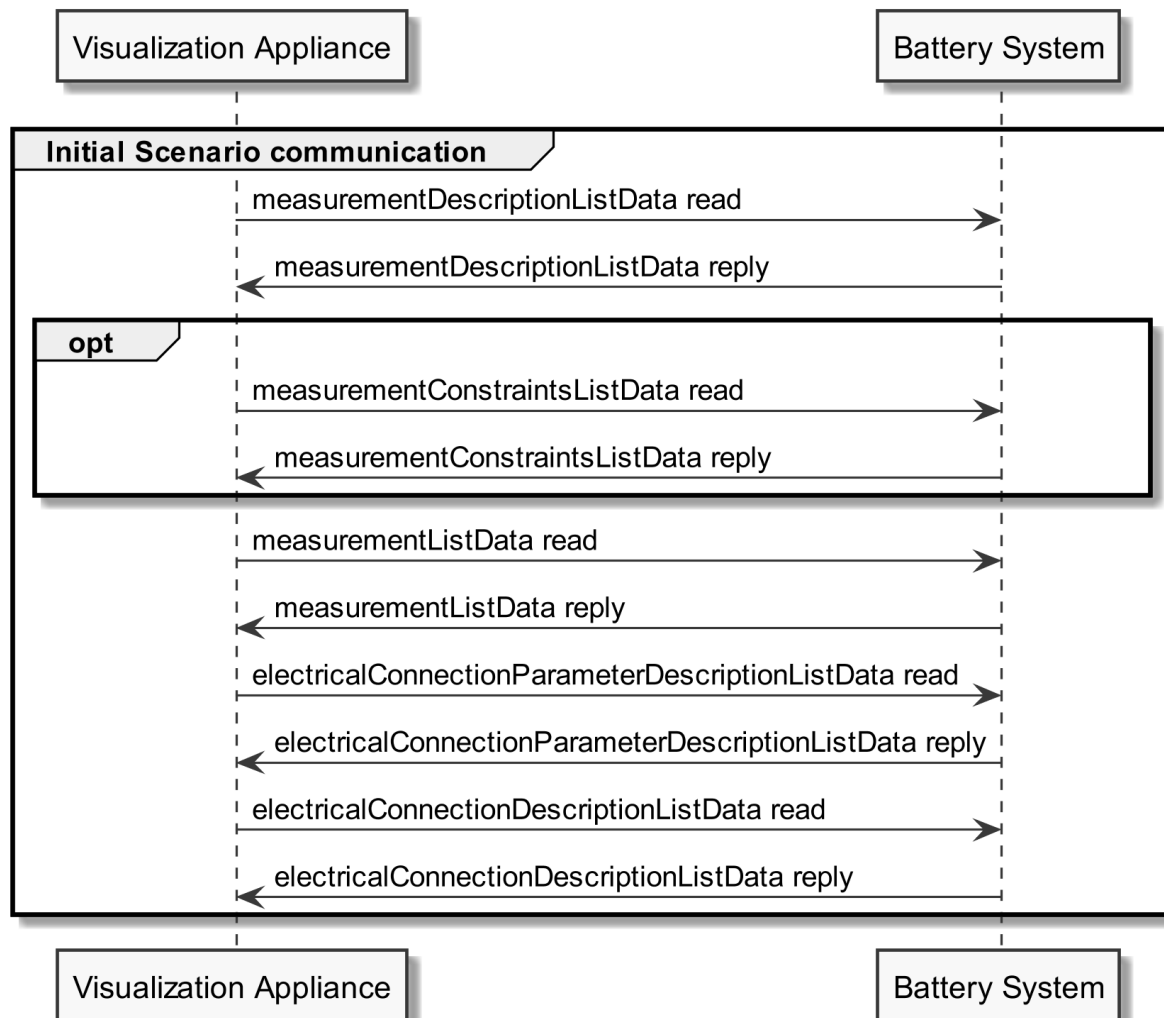 Visualization Appliance
Battery System
Initial Scenario communication
measurementDescriptionListData read
measurementDescriptionListData reply
opt
measurementConstraintsListData read
measurementConstraintsListData reply
measurementListData read
measurementListData reply
electricalConnectionParameterDescriptionListData read
electricalConnectionParameterDescriptionListData reply
electricalConnectionDescriptionListData read
electricalConnectionDescriptionListData reply
Visualization Appliance
Battery System